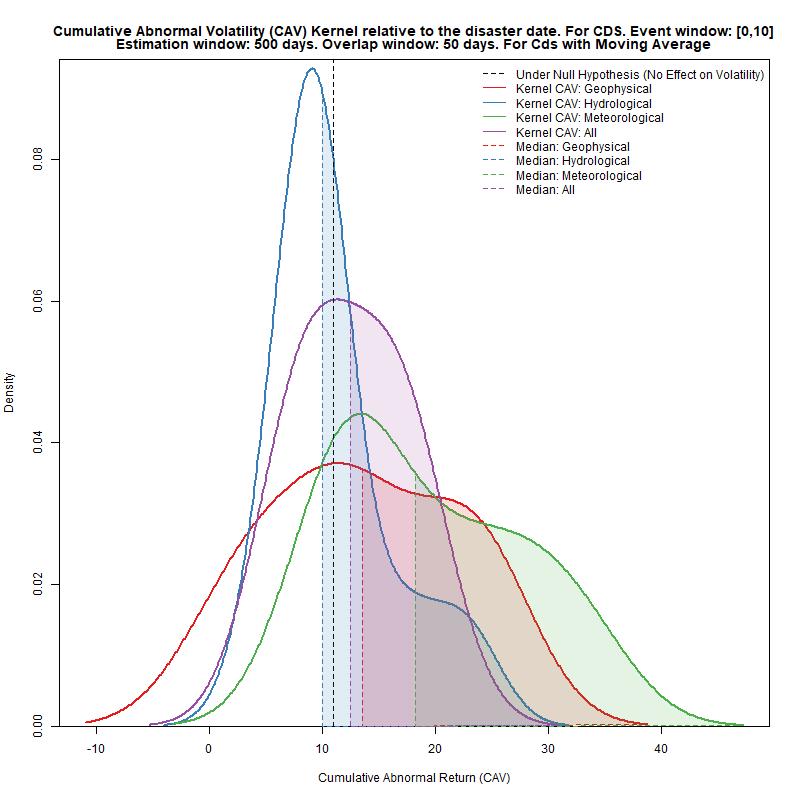 Cumulative Abnormal Volatility (CAV) Kernel relative to the disaster date. For CDS. Event window: [0,10]
Estimation window: 500 days. Overlap window: 50 days. For Cds with Moving Average
Under Null Hypothesis (No Effect on Volatility)
Kernel CAV: Geophysical
Kernel CAV: Hydrological
Kernel CAV: Meteorological
Kernel CAV: All
Median: Geophysical
Median: Hydrological
Median: Meteorological
Median: All
Density
0.08
0.06
0.04
0.02
0.00
-10 0 10 20 30 40
Cumulative Abnormal Return (CAV)